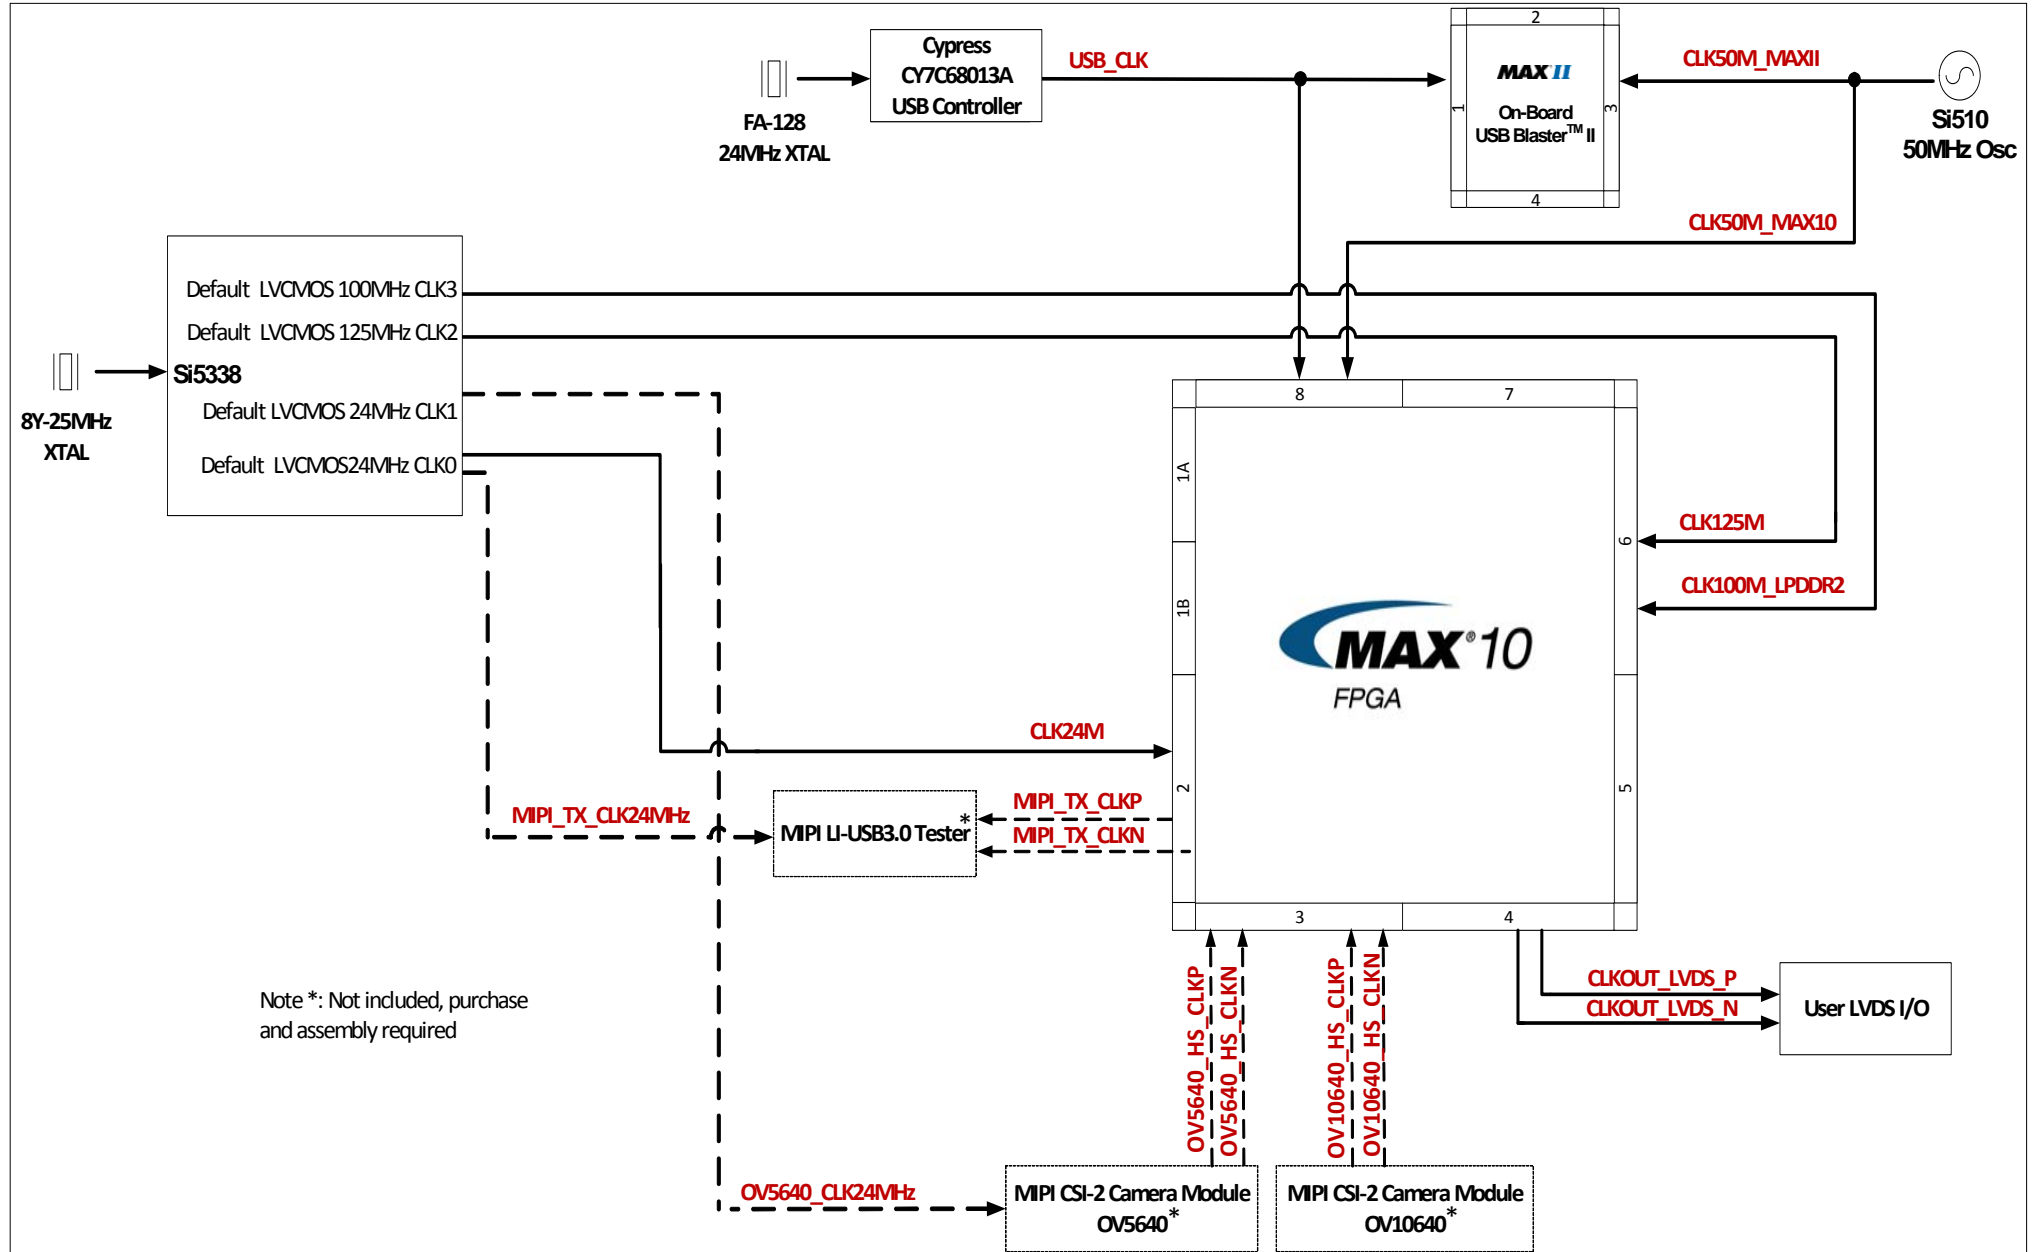 Cypress
CY7C68013A
USB Controller
USB_CLK
FA-128
24MHz XTAL
2
1
3
4
MAX II
On-Board
USB Blaster™ II
CLK50M_MAXII
Si510
50MHz Osc
CLK50M_MAX10
Default LVCMOS 100MHz CLK3
Default LVCMOS 125MHz CLK2
Si5338
Default LVCMOS 24MHz CLK1
Default LVCMOS24MHz CLK0
8Y-25MHz
XTAL
8
7
1A
1B
2
6
5
3
4
MAX® 10
FPGA
CLK125M
CLK100M_LPDDR2
CLK24M
MIPI_TX_CLK24MHz
MIPI LI-USB3.0 Tester*
MIPI_TX_CLKP
MIPI_TX_CLKN
Note *: Not included, purchase
and assembly required
OV5640_HS_CLKP
OV5640_HS_CLKN
OV10640_HS_CLKP
OV10640_HS_CLKN
CLKOUT_LVDS_P
CLKOUT_LVDS_N
User LVDS I/O
OV5640_CLK24MHz
MIPI CSI-2 Camera Module
OV5640*
MIPI CSI-2 Camera Module
OV10640*